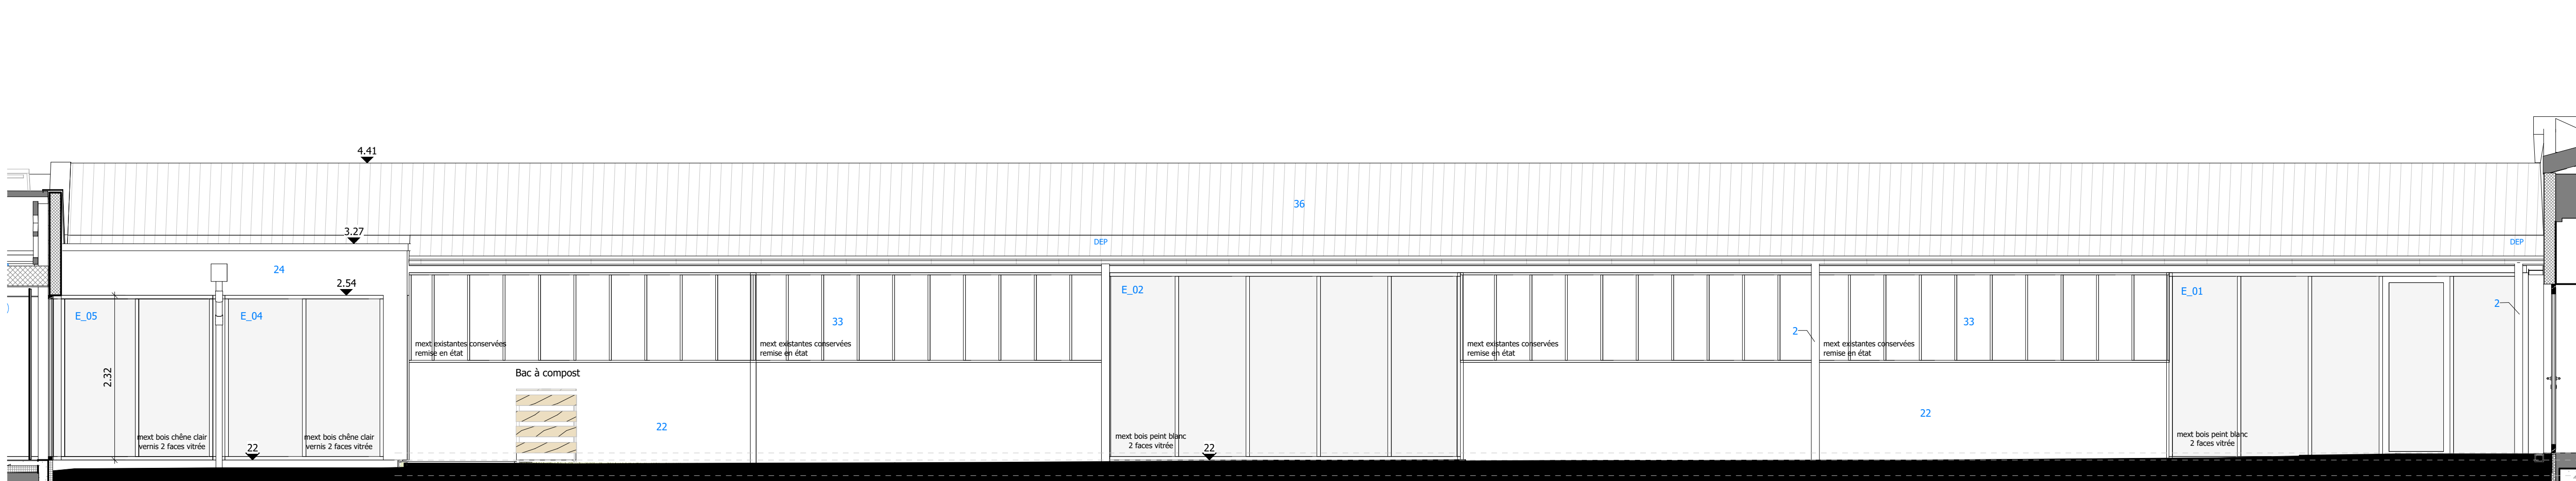 4.41
36
3.27
DEP
DEP
24
2.54
E_05
E_04
E_02
E_01
2
33
2
33
mext existantes conservées
remise en état
mext existantes conservées
remise en état
mext existantes conservées
remise en état
mext existantes conservées
remise en état
2.32
Bac à compost
22
22
mext bois chêne clair
vernis 2 faces vitrée
mext bois chêne clair
vernis 2 faces vitrée
mext bois peint blanc
2 faces vitrée
mext bois peint blanc
2 faces vitrée
22
22